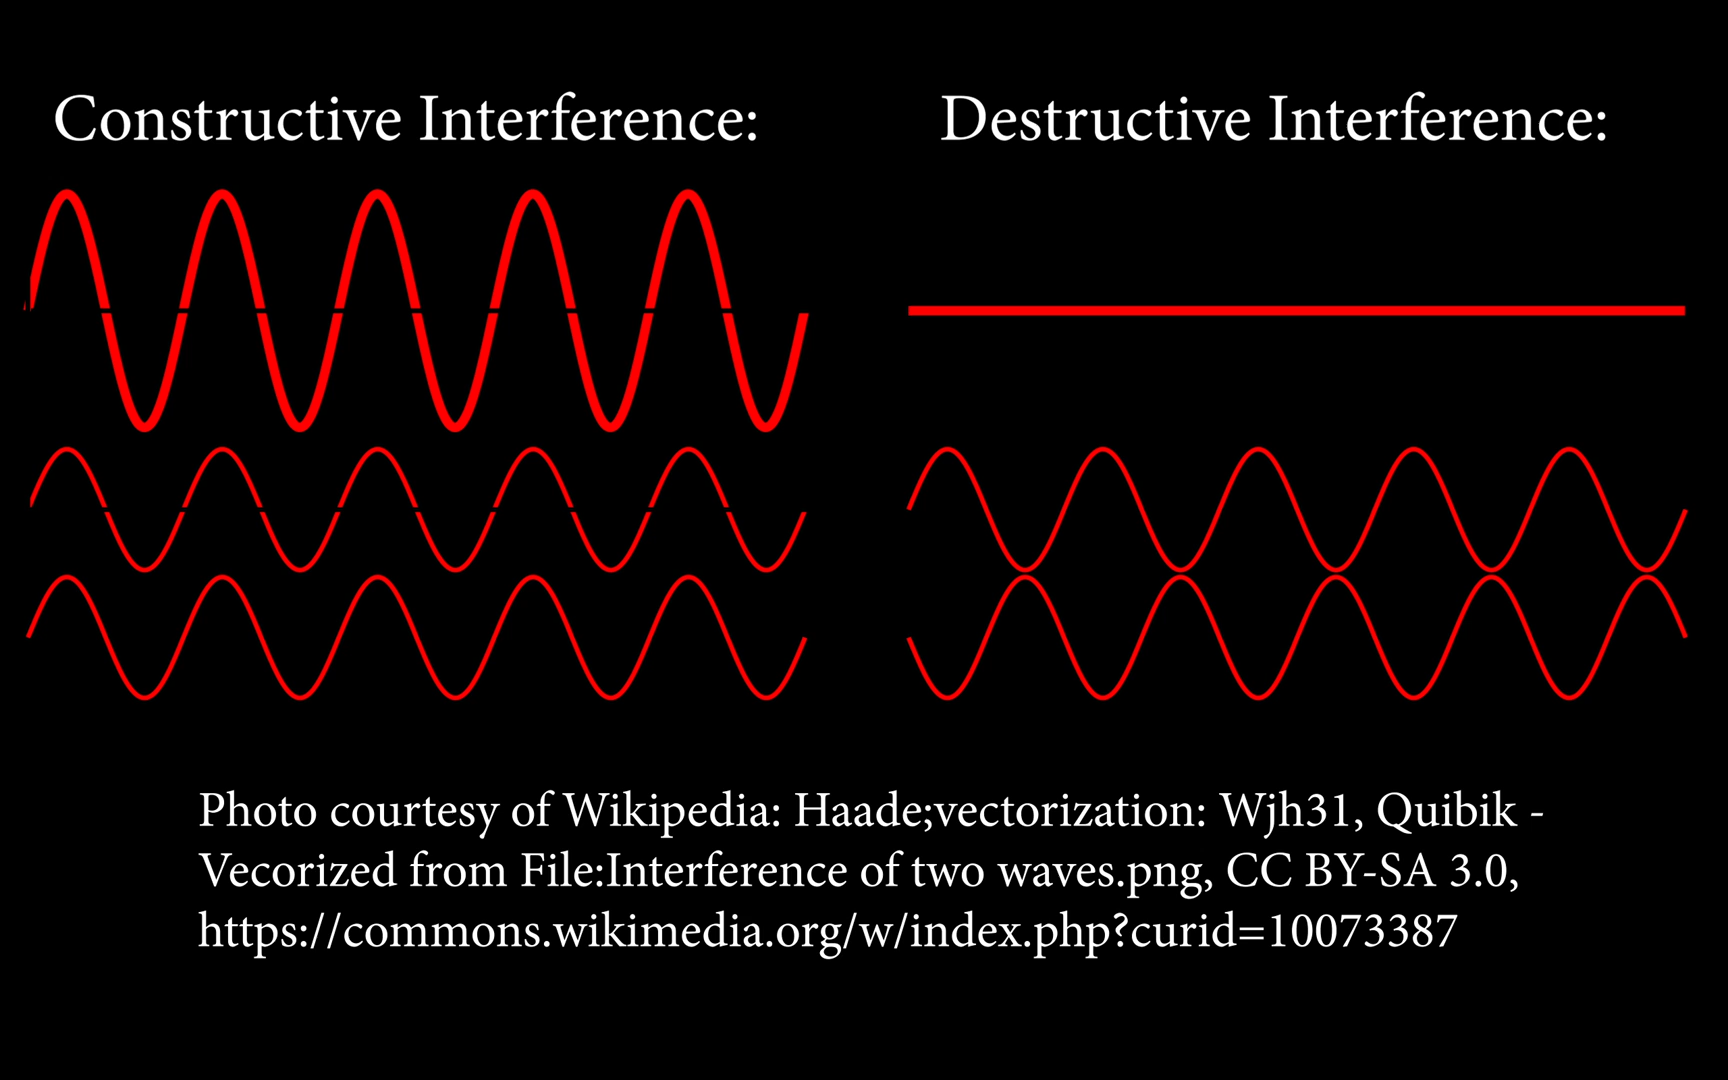 Constructive Interference:
Destructive Interference:
Photo courtesy of Wikipedia: Haade;vectorization: Wjh31, Quibik -
Vecorized from File:Interference of two waves.png, CC BY-SA 3.0,
https://commons.wikimedia.org/w/index.php?curid=10073387